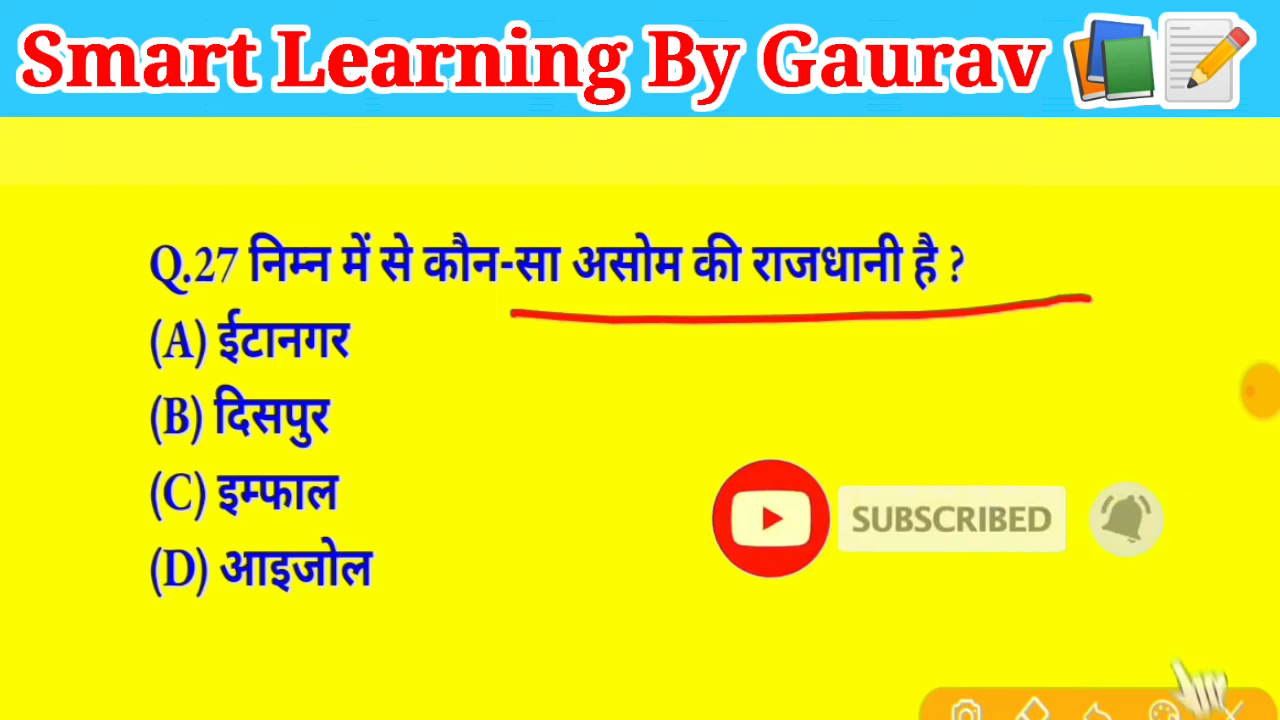 Smart Learning By Gaurav
Q.27 निम्न में से कौन-सा असोम की राजधानी है ?
(A) ईटानगर
(B) दिसपुर
(C) इम्फाल
(D) आइजोल
SUBSCRIBED